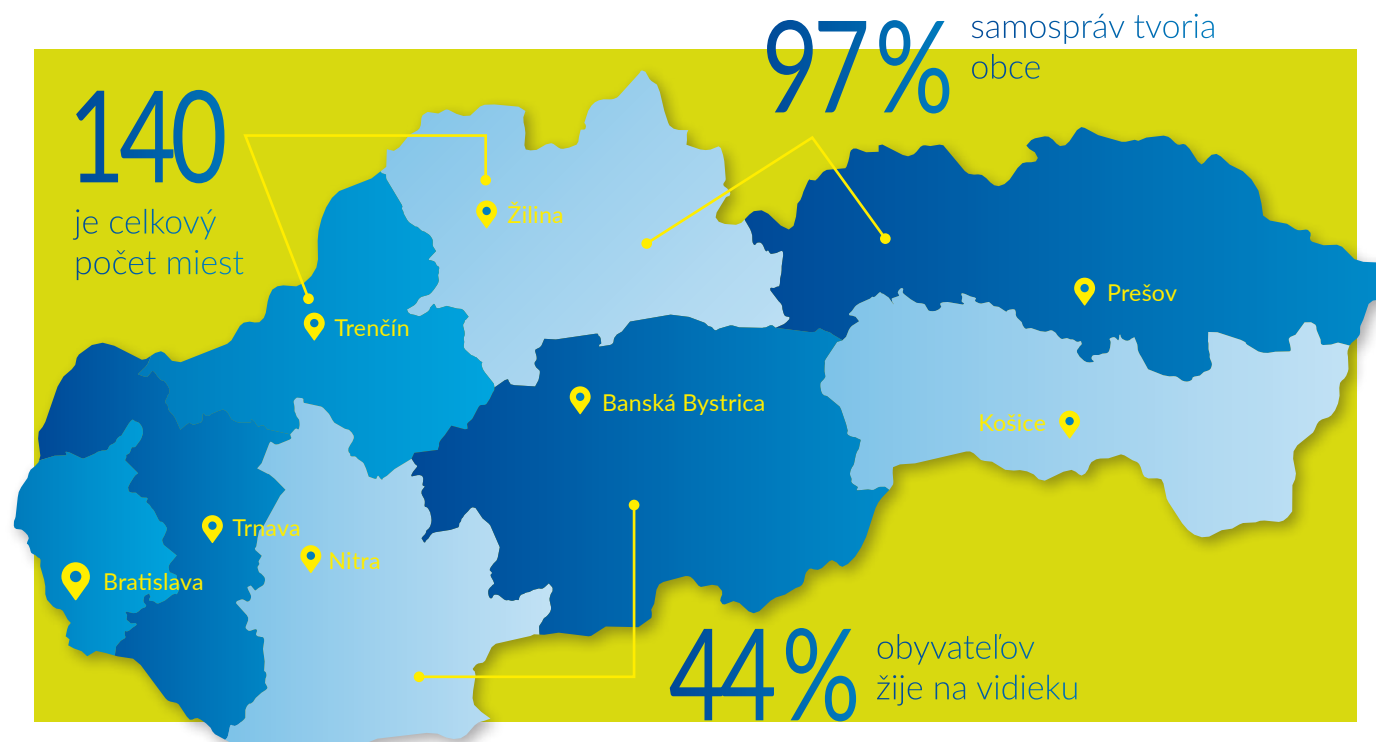 97%
samospráv tvoria
obce
140
je celkový
počet miest
Žilina
Prešov
Trenčín
Banská Bystrica
Košice
Trnava
Nitra
Bratislava
44%
obyvateľov
žije na vidieku